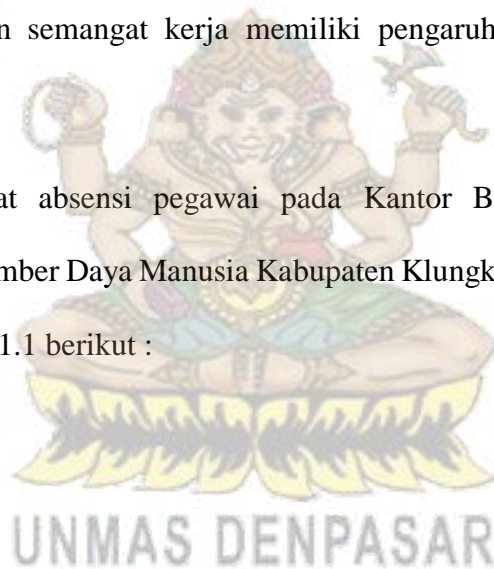 n semangat kerja memiliki pengaruh
at absensi pegawai pada Kantor B
mber Daya Manusia Kabupaten Klungk
1.1 berikut :
UNMAS DENPASAR